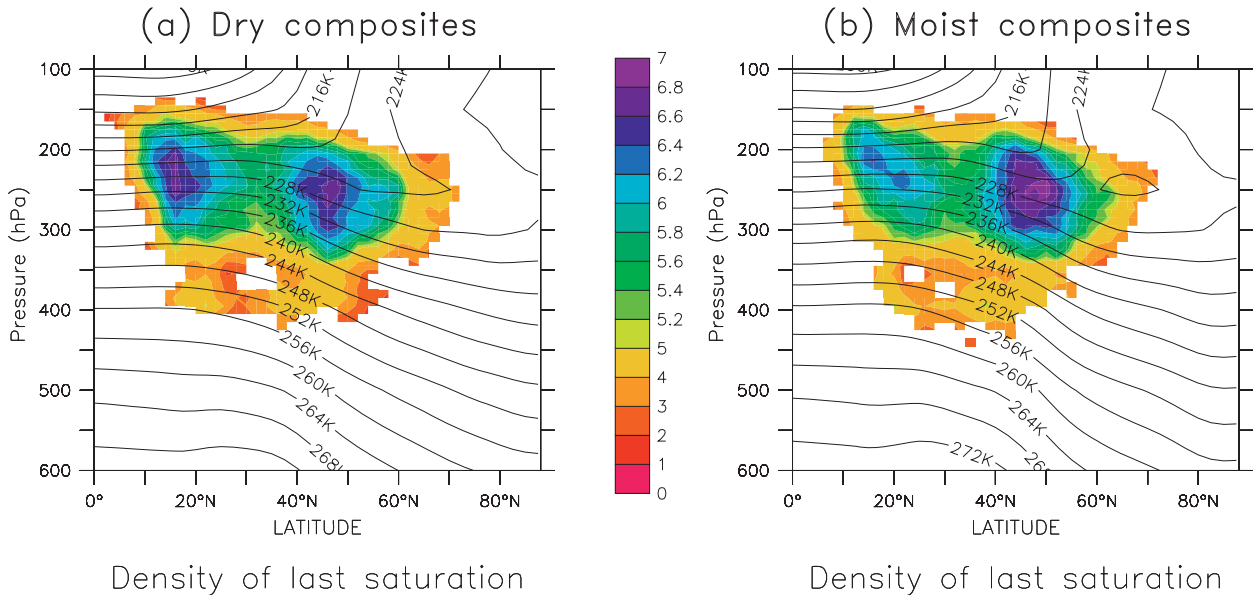 (a) Dry composites
(b) Moist composites
100
200
300
400
500
600
Pressure (hPa)
216K
224K
228K
232K
236K
240K
244K
248K
252K
256K
260K
264K
268K
0°
20°N
40°N
60°N
80°N
LATITUDE
Density of last saturation
7
6.8
6.6
6.4
6.2
6
5.8
5.6
5.4
5.2
5
4
3
2
1
0
100
200
300
400
500
600
Pressure (hPa)
216K
224K
228K
232K
236K
240K
244K
248K
252K
256K
260K
264K
272K
0°
20°N
40°N
60°N
80°N
LATITUDE
Density of last saturation